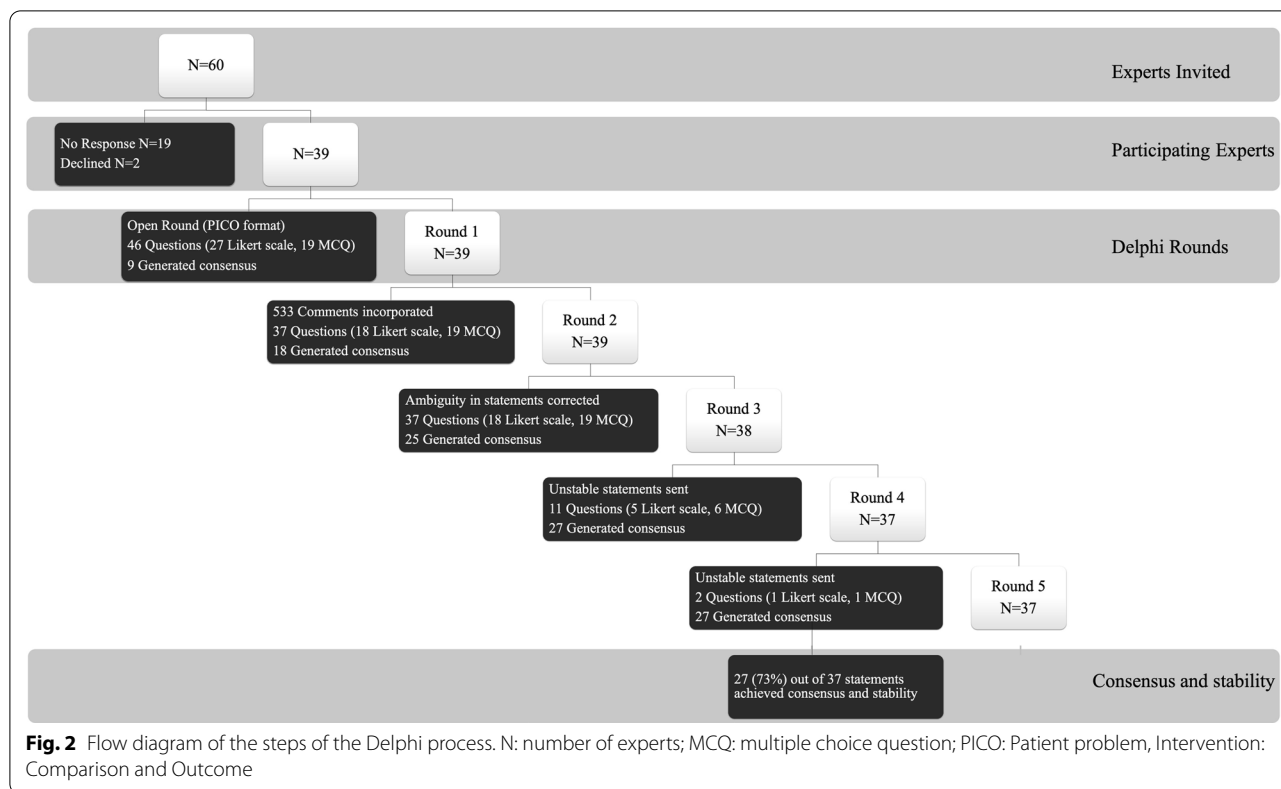 N=60
Experts Invited
No Response N=19
Declined N=2
N=39
Participating Experts
Open Round (PICO format)
46 Questions (27 Likert scale, 19 MCQ)
9 Generated consensus
Round 1
N=39
Delphi Rounds
533 Comments incorporated
37 Questions (18 Likert scale, 19 MCQ)
18 Generated consensus
Round 2
N=39
Ambiguity in statements corrected
37 Questions (18 Likert scale, 19 MCQ)
25 Generated consensus
Round 3
N=38
Unstable statements sent
11 Questions (5 Likert scale, 6 MCQ)
27 Generated consensus
Round 4
N=37
Unstable statements sent
2 Questions (1 Likert scale, 1 MCQ)
27 Generated consensus
Round 5
N=37
27 (73%) out of 37 statements
achieved consensus and stability
Consensus and stability
Fig. 2 Flow diagram of the steps of the Delphi process. N: number of experts; MCQ: multiple choice question; PICO: Patient problem, Intervention:
Comparison and Outcome